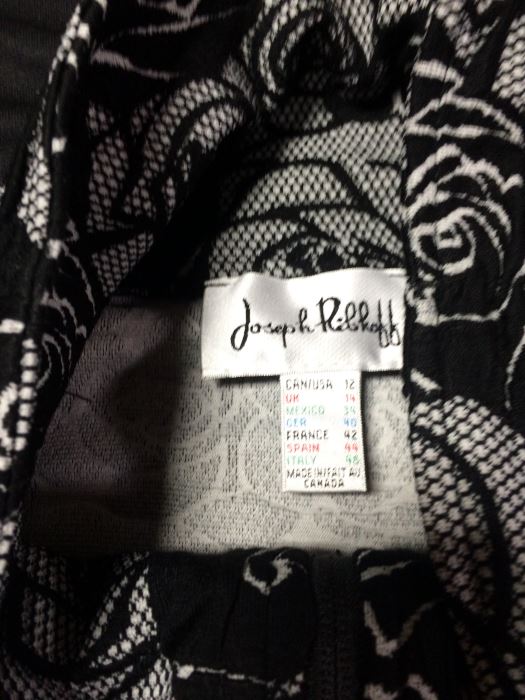 Joseph Ribkoff
CAN/USA 12
UK 14
MEXICO 34
GER 40
FRANCE 42
SPAIN 44
ITALY 46
MADE IN/FAIT AU
CANADA